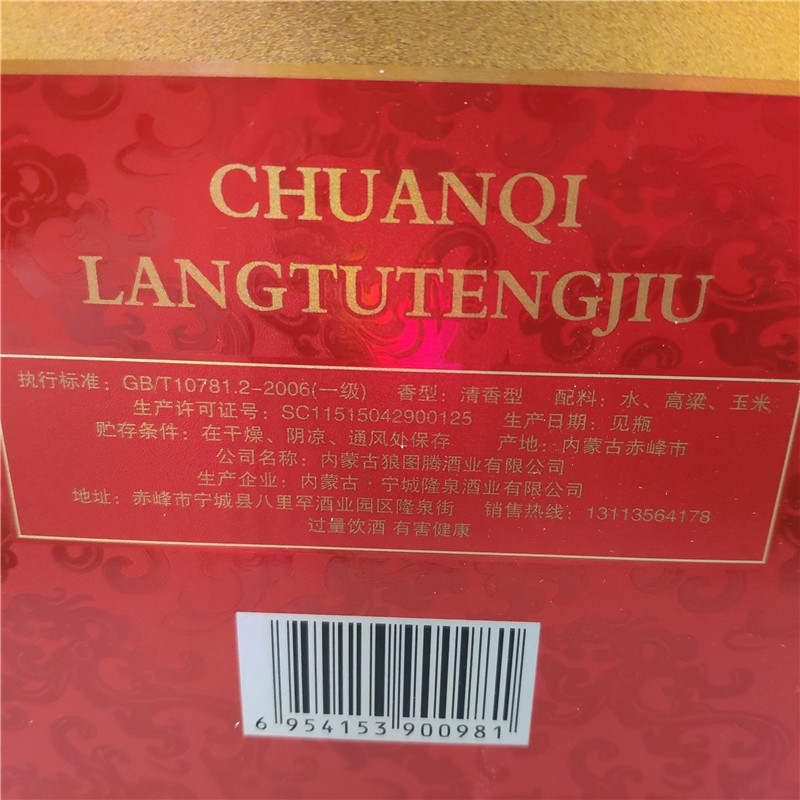 CHUANQI
LANGTUTENGJIU
执行标准：GB/T10781.2-2006(一级) 香型：清香型 配料：水、高粱、玉米
生产许可证号：SC11515042900125 生产日期：见瓶
贮存条件：在干燥、阴凉、通风处保存 产地：内蒙古赤峰市
公司名称：内蒙古狼图腾酒业有限公司
生产企业：内蒙古·宁城隆泉酒业有限公司
地址：赤峰市宁城县八里罕酒业园区隆泉街 销售热线：13113564178
过量饮酒 有害健康
6 954153 900981